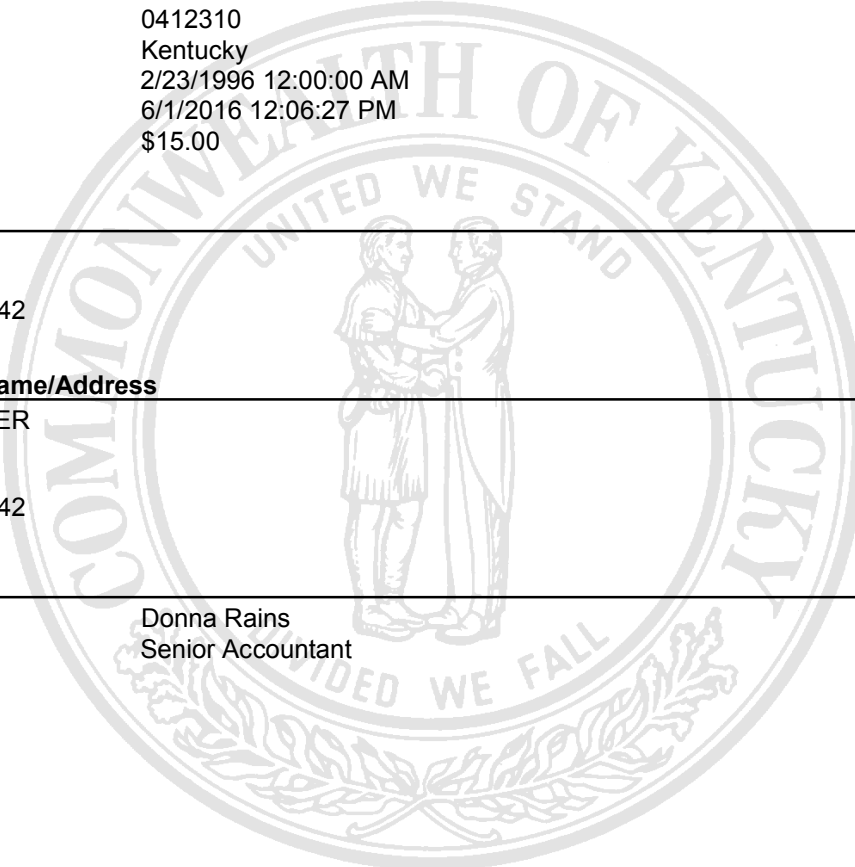 0412310
Kentucky
2/23/1996 12:00:00 AM
6/1/2016 12:06:27 PM
$15.00
COMMONWEALTH OF KENTUCKY
UNITED WE STAND
42
ame/Address
ER
42
Donna Rains
Senior Accountant
DIVIDED WE FALL